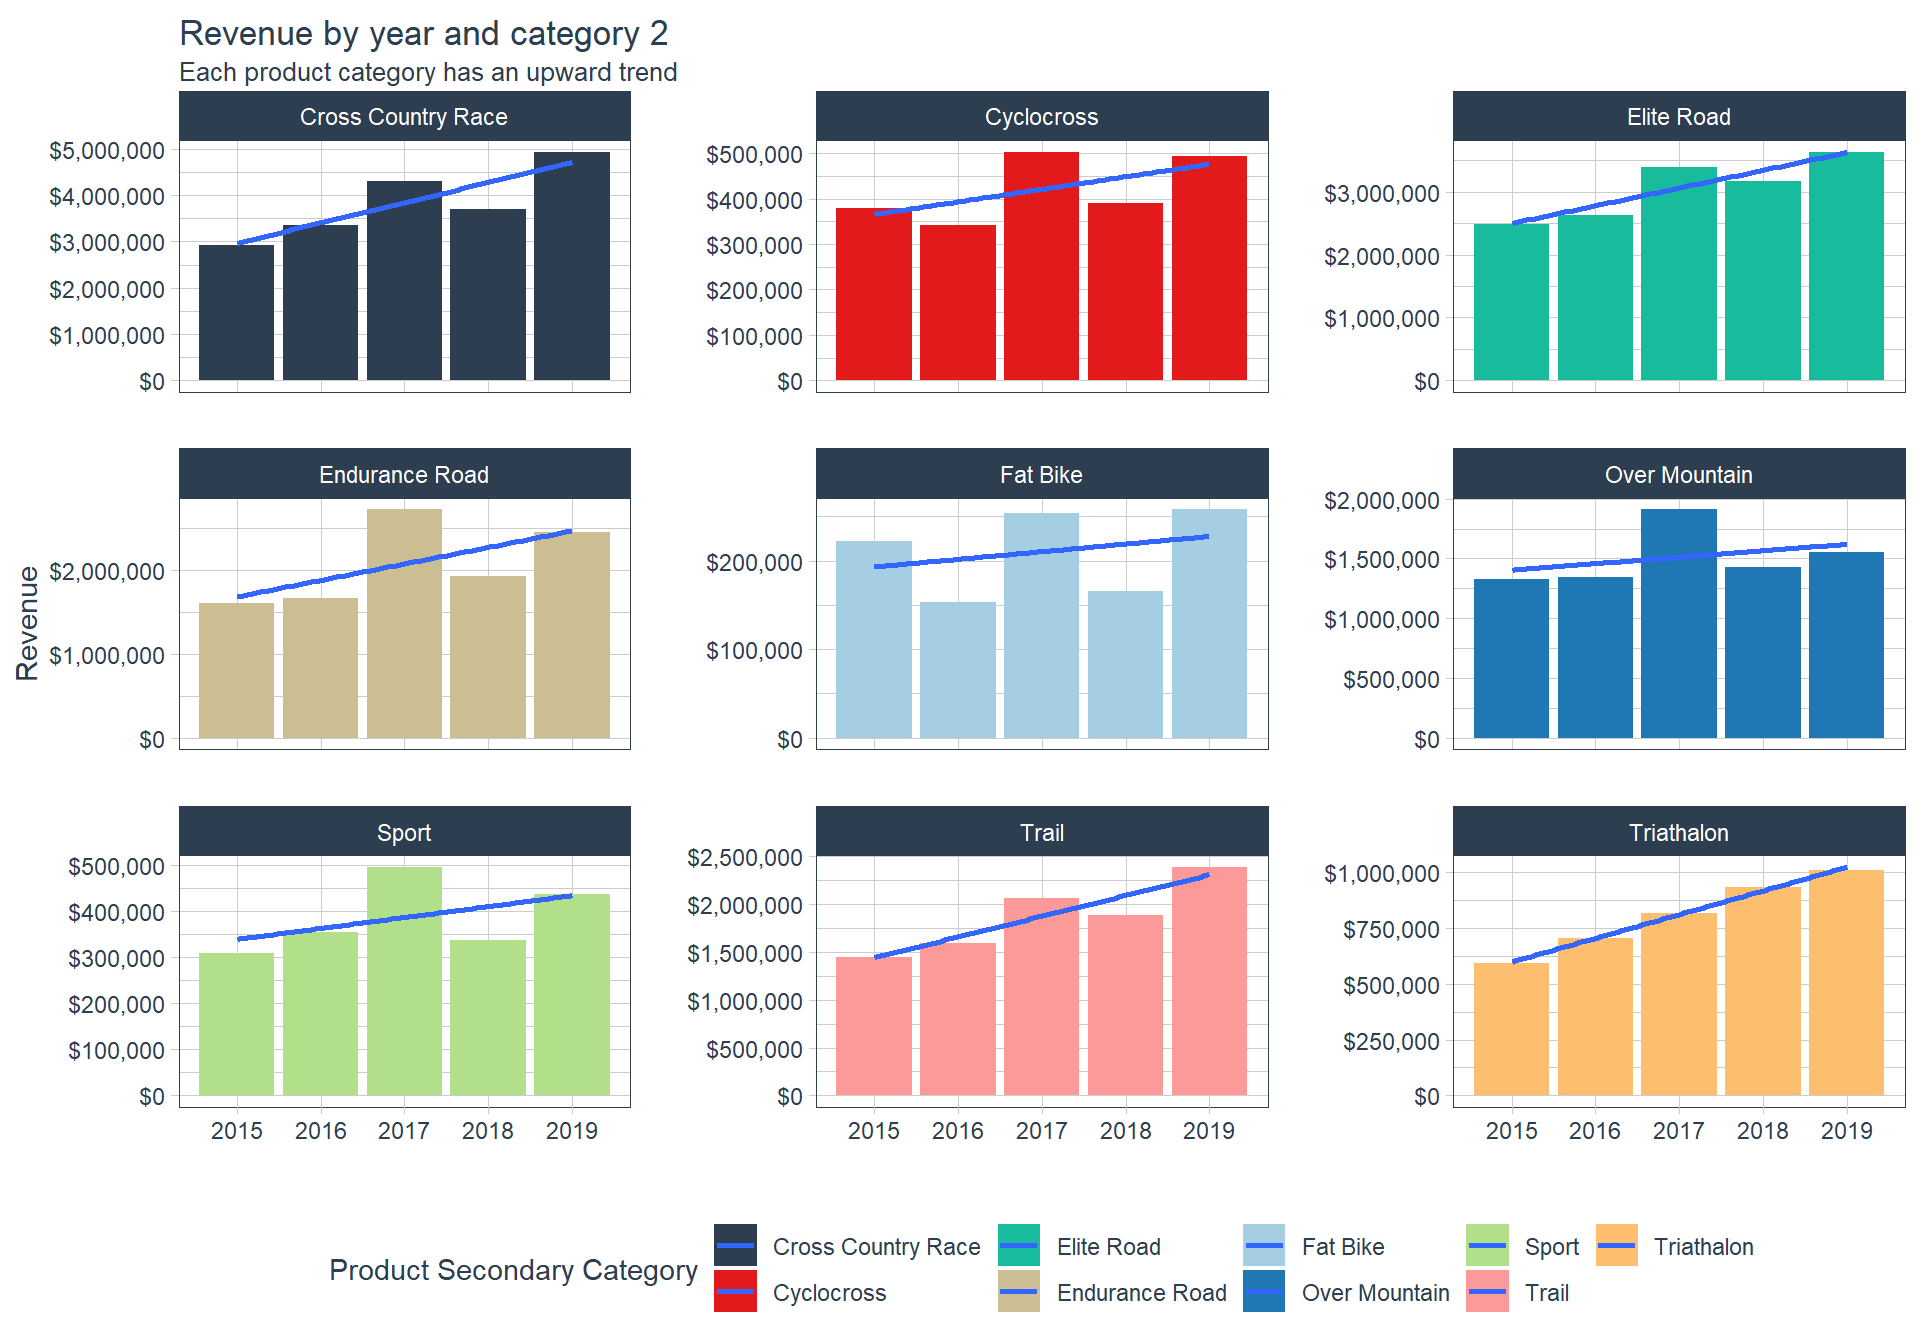 Revenue by year and category 2
Each product category has an upward trend
Cross Country Race
$5,000,000
$4,000,000
$3,000,000
$2,000,000
$1,000,000
$0
Cyclocross
$500,000
$400,000
$300,000
$200,000
$100,000
$0
Elite Road
$3,000,000
$2,000,000
$1,000,000
$0
Revenue
Endurance Road
$2,000,000
$1,000,000
$0
Fat Bike
$200,000
$100,000
$0
Over Mountain
$2,000,000
$1,500,000
$1,000,000
$500,000
$0
Sport
$500,000
$400,000
$300,000
$200,000
$100,000
$0
2015 2016 2017 2018 2019
Trail
$2,500,000
$2,000,000
$1,500,000
$1,000,000
$500,000
$0
2015 2016 2017 2018 2019
Triathalon
$1,000,000
$750,000
$500,000
$250,000
$0
2015 2016 2017 2018 2019
Product Secondary Category
Cross Country Race
Cyclocross
Elite Road
Endurance Road
Fat Bike
Over Mountain
Sport
Trail
Triathalon